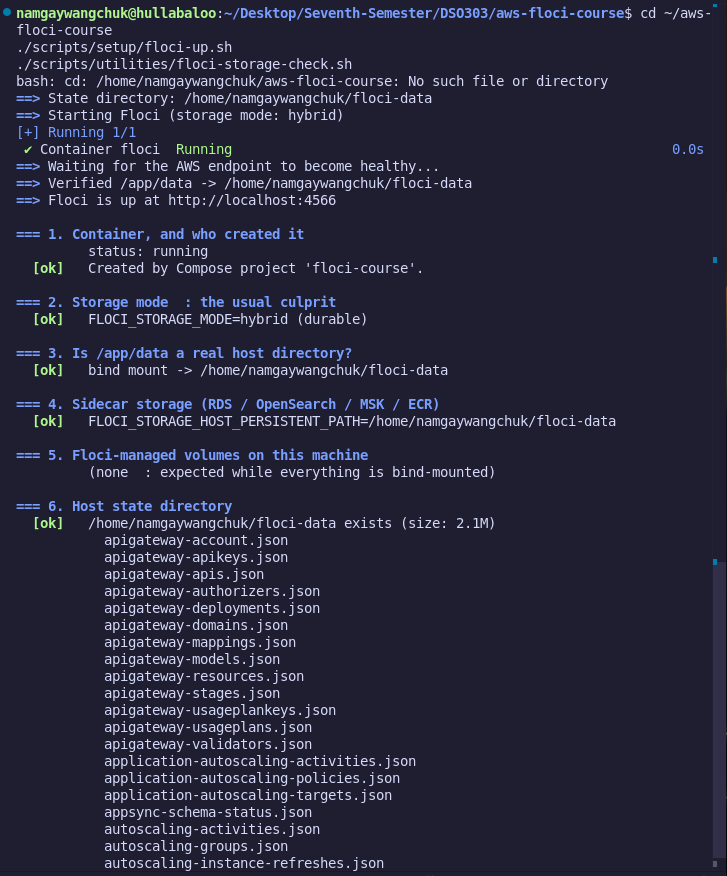 namgaywangchuk@hullabaloo:~/Desktop/Seventh-Semester/DSO303/aws-floci-course$ cd ~/aws-
floci-course
./scripts/setup/floci-up.sh
./scripts/utilities/floci-storage-check.sh
bash: cd: /home/namgaywangchuk/aws-floci-course: No such file or directory
==> State directory: /home/namgaywangchuk/floci-data
==> Starting Floci (storage mode: hybrid)
[+] Running 1/1
✔ Container floci  Running 0.0s
==> Waiting for the AWS endpoint to become healthy...
==> Verified /app/data -> /home/namgaywangchuk/floci-data
==> Floci is up at http://localhost:4566

=== 1. Container, and who created it
status: running
[ok]   Created by Compose project 'floci-course'.

=== 2. Storage mode  : the usual culprit
[ok]   FLOCI_STORAGE_MODE=hybrid (durable)

=== 3. Is /app/data a real host directory?
[ok]   bind mount -> /home/namgaywangchuk/floci-data

=== 4. Sidecar storage (RDS / OpenSearch / MSK / ECR)
[ok]   FLOCI_STORAGE_HOST_PERSISTENT_PATH=/home/namgaywangchuk/floci-data

=== 5. Floci-managed volumes on this machine
(none  : expected while everything is bind-mounted)

=== 6. Host state directory
[ok]   /home/namgaywangchuk/floci-data exists (size: 2.1M)
apigateway-account.json
apigateway-apikeys.json
apigateway-apis.json
apigateway-authorizers.json
apigateway-deployments.json
apigateway-domains.json
apigateway-mappings.json
apigateway-models.json
apigateway-resources.json
apigateway-stages.json
apigateway-usageplankeys.json
apigateway-usageplans.json
apigateway-validators.json
application-autoscaling-activities.json
application-autoscaling-policies.json
application-autoscaling-targets.json
appsync-schema-status.json
autoscaling-activities.json
autoscaling-groups.json
autoscaling-instance-refreshes.json